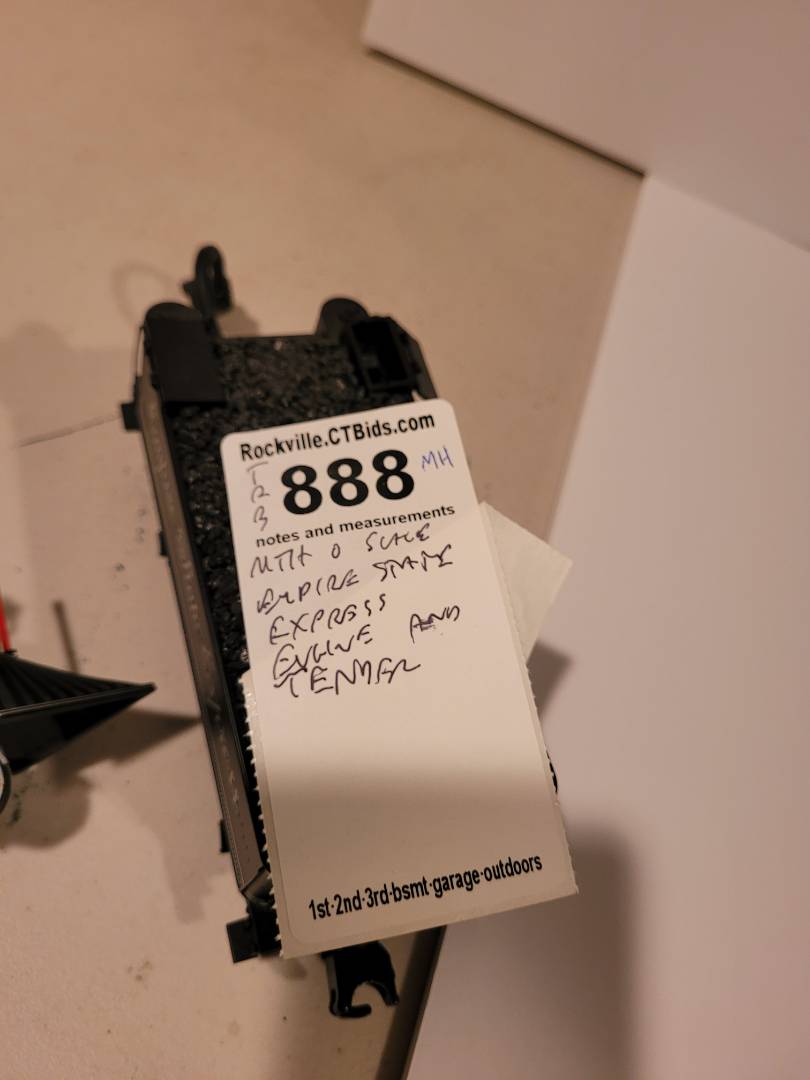 Rockville.CTBids.com
T
R
B
888
MH
notes and measurements
MTH O SCALE
EMPIRE STATE
EXPRESS
ENGINE AND
TENDER
1st·2nd·3rd·bsmt·garage·outdoors